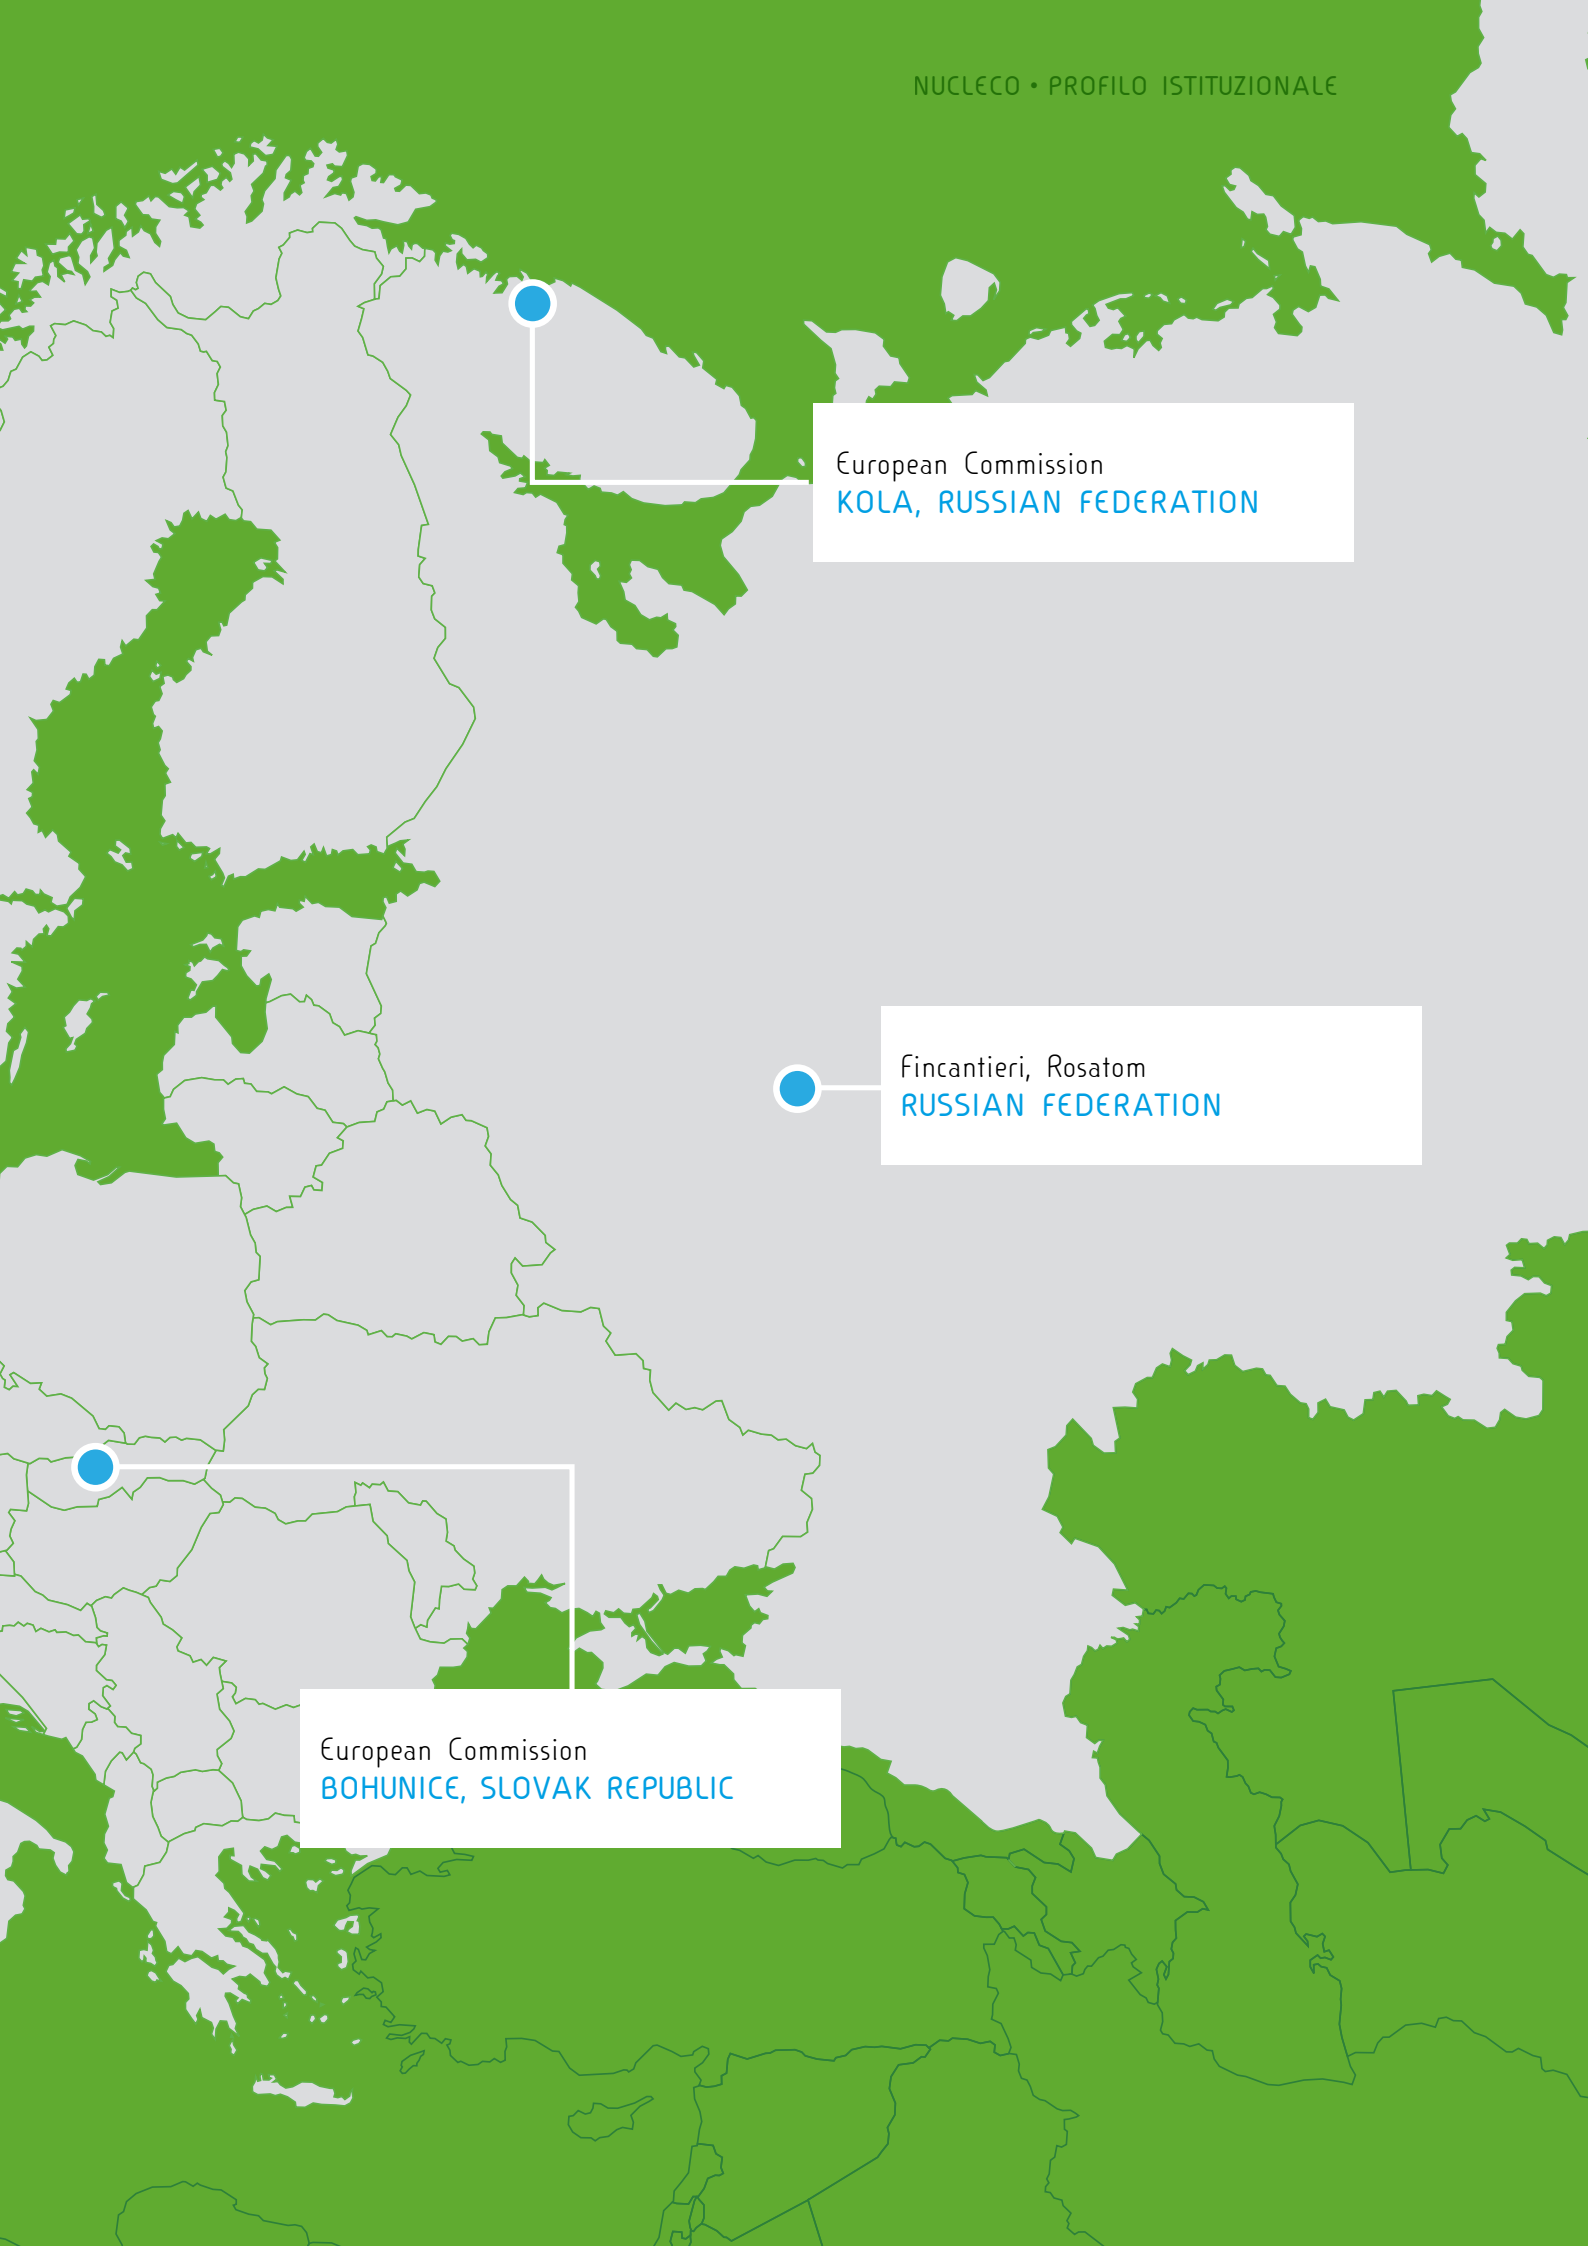 NUCLECO • PROFILO ISTITUZIONALE
European Commission
KOLA, RUSSIAN FEDERATION
Fincantieri, Rosatom
RUSSIAN FEDERATION
European Commission
BOHUNICE, SLOVAK REPUBLIC